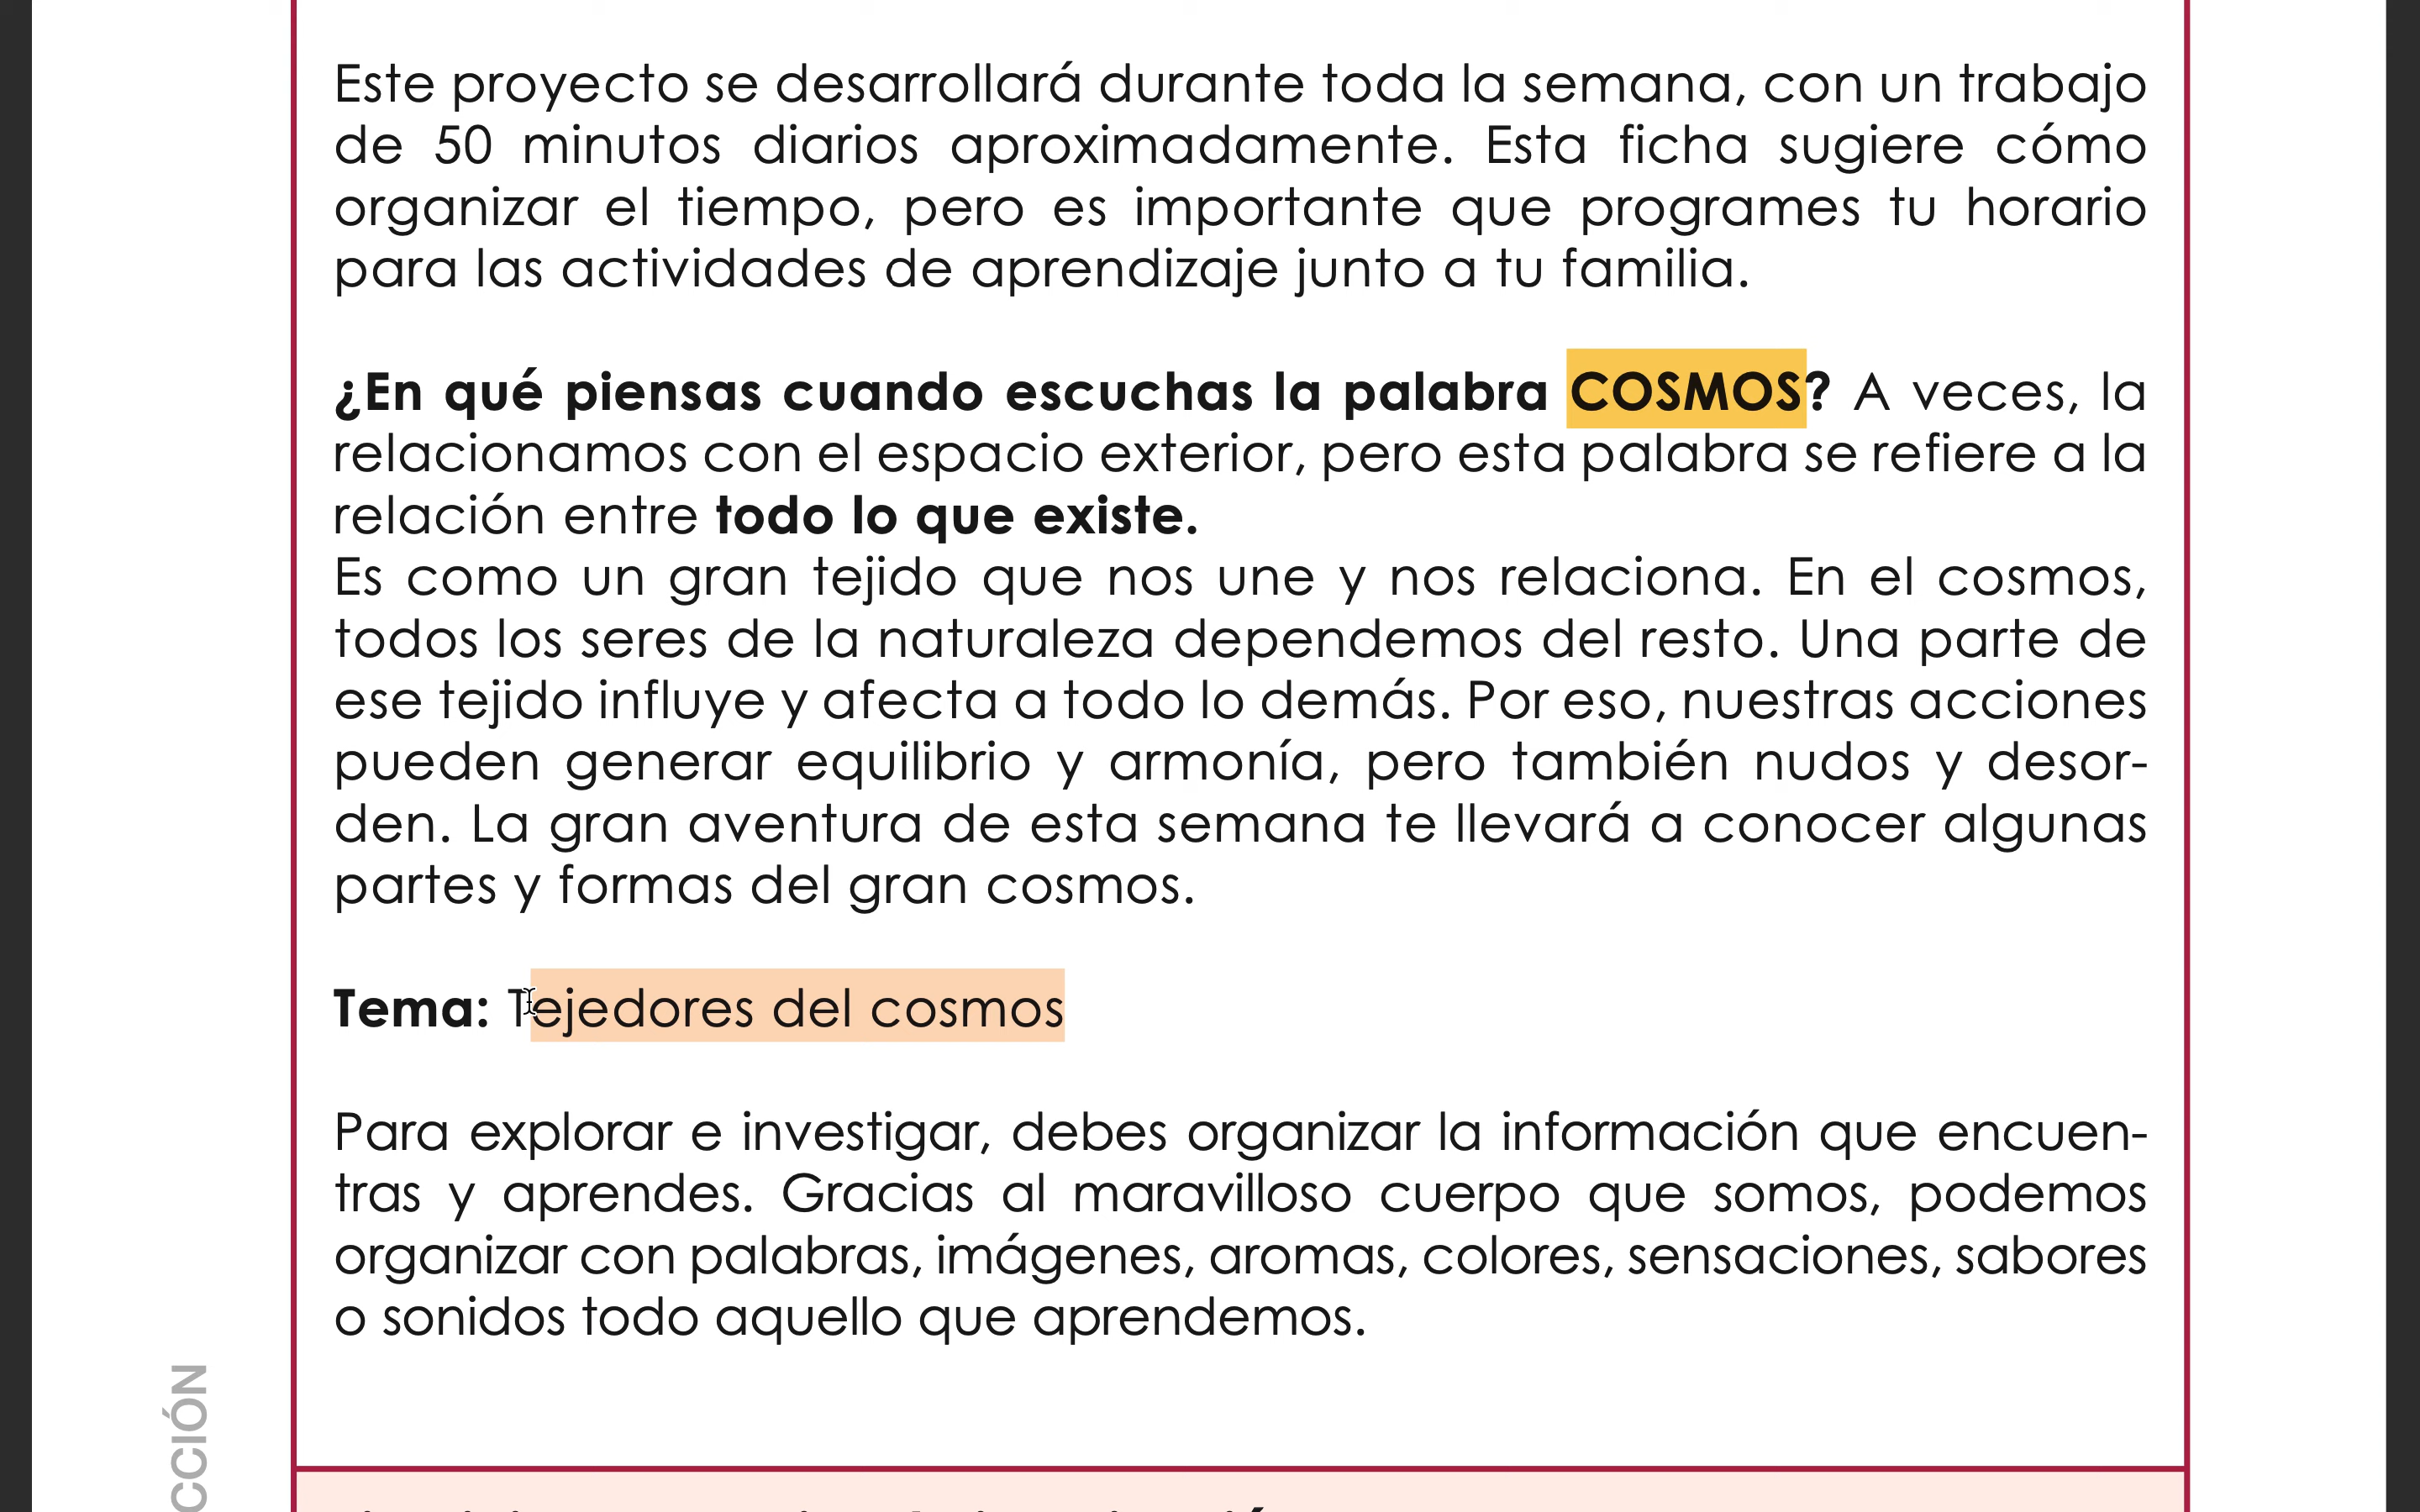 Este proyecto se desarrollará durante toda la semana, con un trabajo
de 50 minutos diarios aproximadamente. Esta ficha sugiere cómo
organizar el tiempo, pero es importante que programes tu horario
para las actividades de aprendizaje junto a tu familia.
¿En qué piensas cuando escuchas la palabra COSMOS? A veces, la
relacionamos con el espacio exterior, pero esta palabra se refiere a la
relación entre todo lo que existe.
Es como un gran tejido que nos une y nos relaciona. En el cosmos,
todos los seres de la naturaleza dependemos del resto. Una parte de
ese tejido influye y afecta a todo lo demás. Por eso, nuestras acciones
pueden generar equilibrio y armonía, pero también nudos y desor-
den. La gran aventura de esta semana te llevará a conocer algunas
partes y formas del gran cosmos.
Tema: Tejedores del cosmos
Para explorar e investigar, debes organizar la información que encuen-
tras y aprendes. Gracias al maravilloso cuerpo que somos, podemos
organizar con palabras, imágenes, aromas, colores, sensaciones, sabores
o sonidos todo aquello que aprendemos.
CCIÓN